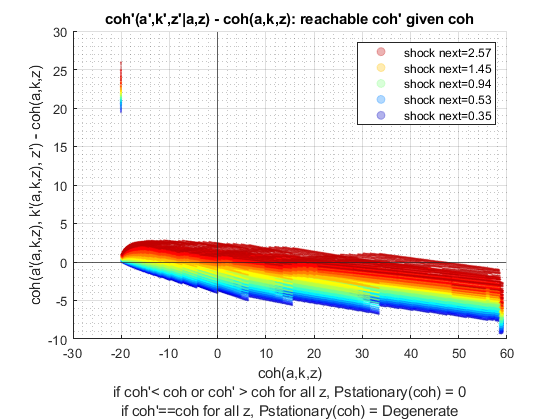 coh'(a',k',z'|a,z) - coh(a,k,z): reachable coh' given coh
coh(a'(a,k,z), k'(a,k,z), z') - coh(a,k,z)
30
25
20
15
10
5
0
-5
-10
shock next=2.57
shock next=1.45
shock next=0.94
shock next=0.53
shock next=0.35
-30 -20 -10 0 10 20 30 40 50 60
coh(a,k,z)
if coh'< coh or coh' > coh for all z, Pstationary(coh) = 0
if coh'==coh for all z, Pstationary(coh) = Degenerate